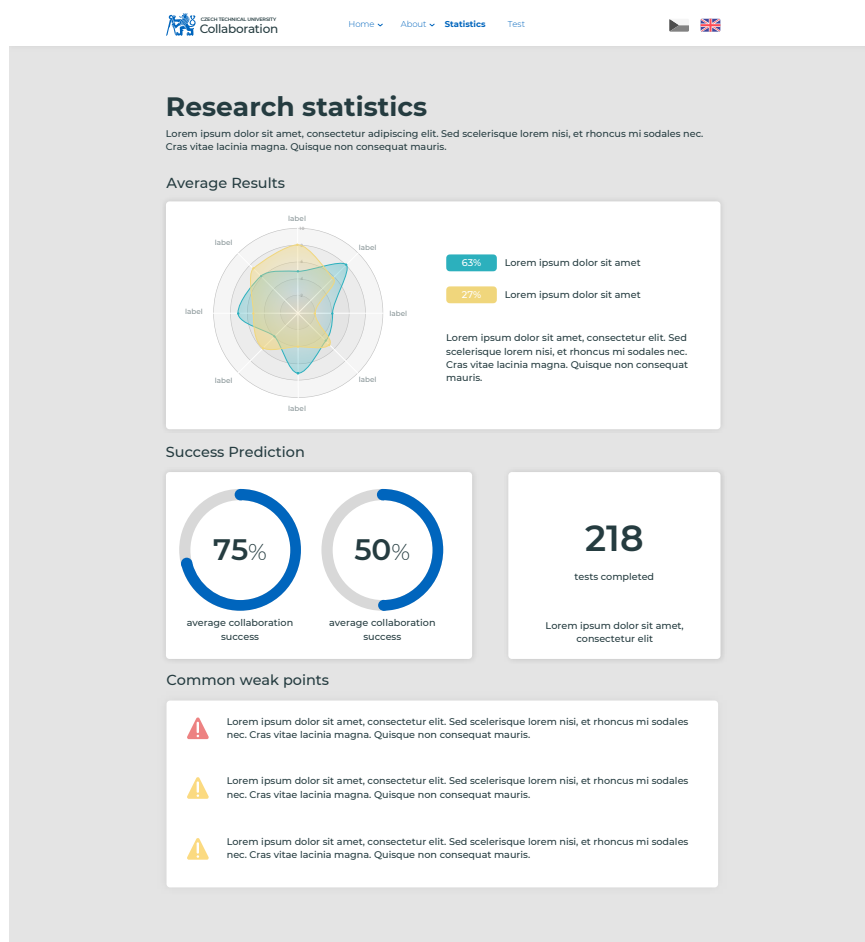 CZECH TECHNICAL UNIVERSITY
Collaboration
Home
About
Statistics
Test
Research statistics
Lorem ipsum dolor sit amet, consectetur adipiscing elit. Sed scelerisque lorem nisi, et rhoncus mi sodales nec.
Cras vitae lacinia magna. Quisque non consequat mauris.
Average Results
label
label
label
label
label
label
label
label
63%
Lorem ipsum dolor sit amet
27%
Lorem ipsum dolor sit amet
Lorem ipsum dolor sit amet, consectetur elit. Sed
scelerisque lorem nisi, et rhoncus mi sodales nec.
Cras vitae lacinia magna. Quisque non consequat
mauris.
Success Prediction
75%
average collaboration
success
50%
average collaboration
success
218
tests completed
Lorem ipsum dolor sit amet,
consectetur elit
Common weak points
Lorem ipsum dolor sit amet, consectetur elit. Sed scelerisque lorem nisi, et rhoncus mi sodales
nec. Cras vitae lacinia magna. Quisque non consequat mauris.
Lorem ipsum dolor sit amet, consectetur elit. Sed scelerisque lorem nisi, et rhoncus mi sodales
nec. Cras vitae lacinia magna. Quisque non consequat mauris.
Lorem ipsum dolor sit amet, consectetur elit. Sed scelerisque lorem nisi, et rhoncus mi sodales
nec. Cras vitae lacinia magna. Quisque non consequat mauris.